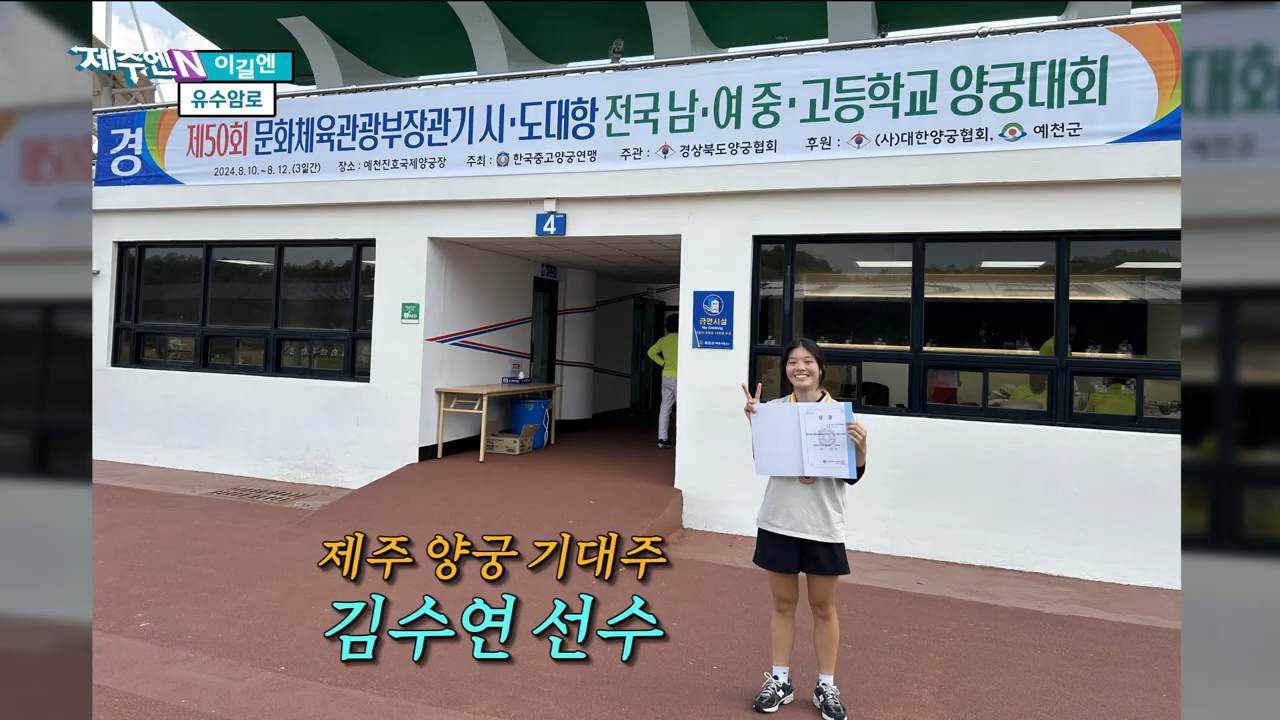 제주엔N 이길엔
유수암로
경 제50회 문화체육관광부장관기 시·도대항 전국 남·여 중·고등학교 양궁대회
2024.8.10.~8.12.(3일간) 장소 : 예천진호국제양궁장 주최 : 한국중고양궁연맹 주관 : 경상북도양궁협회 후원 : (사)대한양궁협회, 예천군
대회
4
금연시설
No Smoking
상장
제주 양궁 기대주
김수연 선수